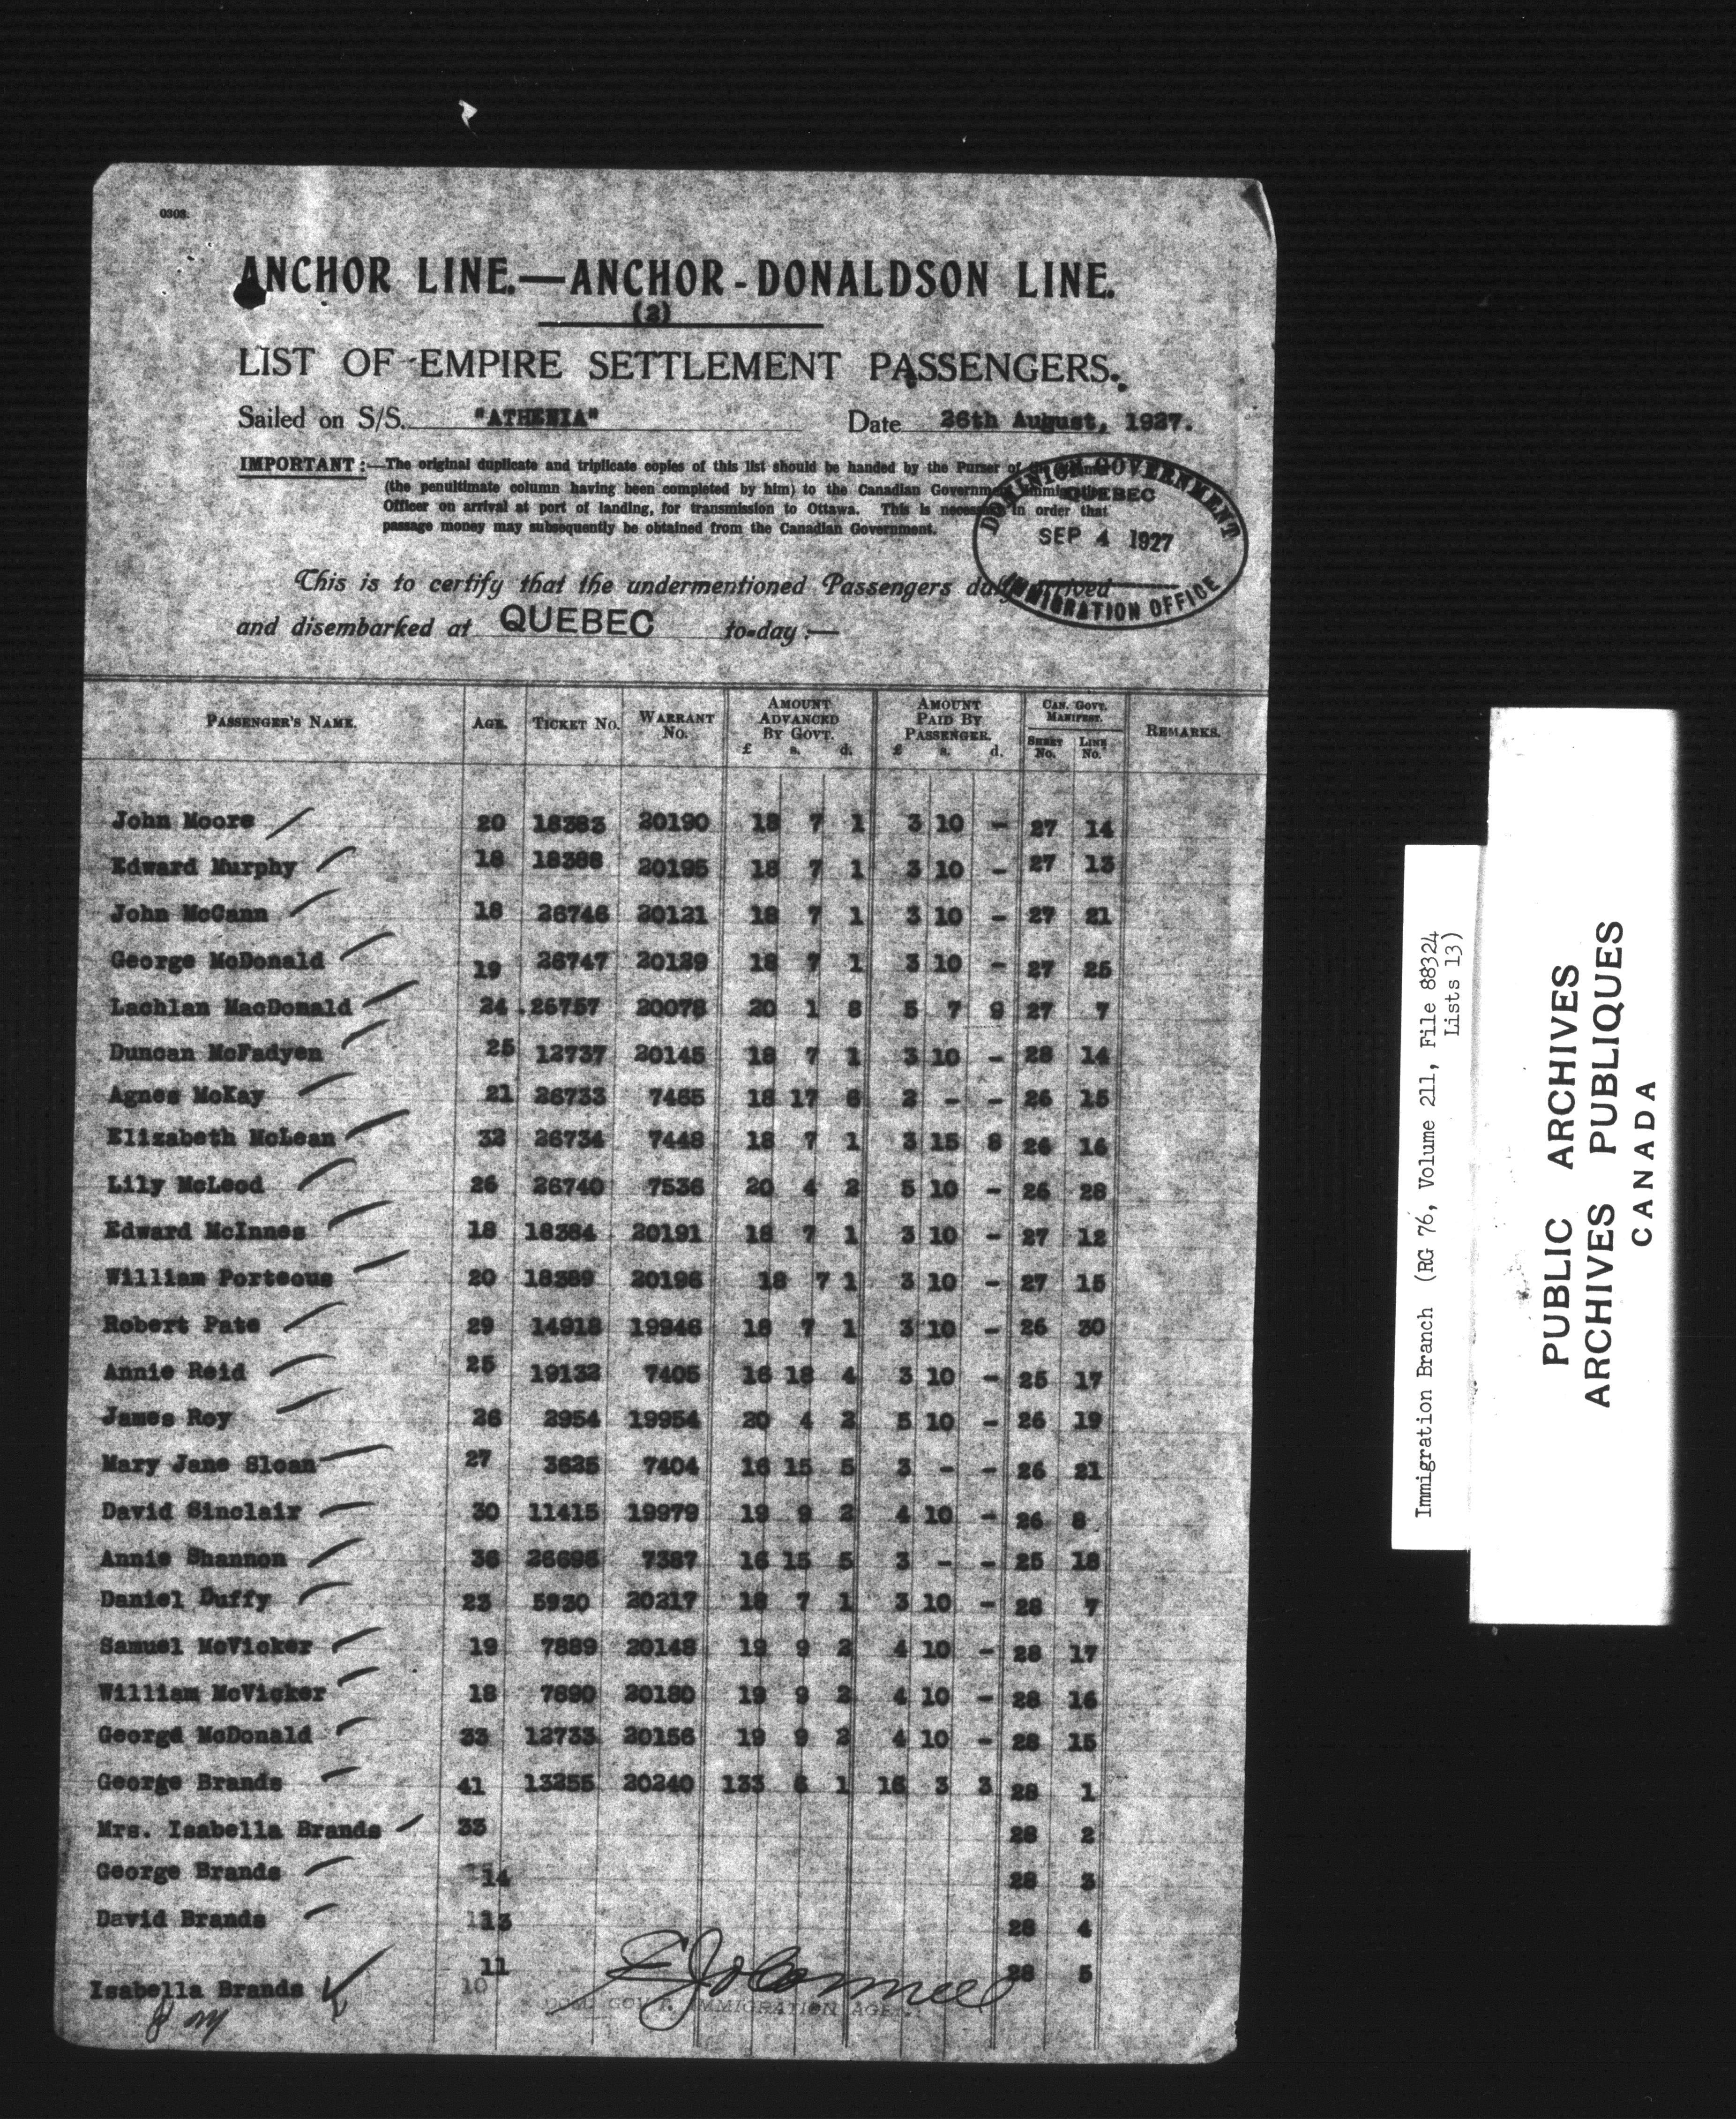 0308.
ANCHOR LINE.—ANCHOR-DONALDSON LINE.
(2)
LIST OF EMPIRE SETTLEMENT PASSENGERS.
Sailed on S/S. "ATHENIA" Date 26th August, 1927.
IMPORTANT:—The original duplicate and triplicate copies of this list should be handed by the Purser of
(the penultimate column having been completed by him) to the Canadian Government Immigration
Officer on arrival at port of landing, for transmission to Ottawa. This is necessary in order that
passage money may subsequently be obtained from the Canadian Government.
DOMINION GOVERNMENT
QUEBEC
SEP 4 1927
IMMIGRATION OFFICE
This is to certify that the undermentioned Passengers duly arrived
and disembarked at QUEBEC to-day:—
PASSENGER'S NAME. AGE. TICKET No. WARRANT No. AMOUNT ADVANCED BY GOVT. £ s. d. AMOUNT PAID BY PASSENGER. £ s. d. CAN. GOVT. MANIFEST. SHEET No. LINE No. REMARKS.
John Moore 20 18383 20190 18 7 1 3 10 - 27 14
Edward Murphy 18 18388 20195 18 7 1 3 10 - 27 13
John McCann 18 26746 20121 18 7 1 3 10 - 27 21
George McDonald 19 26747 20129 18 7 1 3 10 - 27 25
Lachlan MacDonald 24 26757 20078 20 1 8 5 7 9 27 7
Duncan McFadyen 25 12737 20145 18 7 1 3 10 - 28 14
Agnes McKay 21 26733 7465 18 17 6 2 - - 26 15
Elizabeth McLean 32 26734 7448 18 7 1 3 15 8 26 16
Lily McLeod 26 26740 7536 20 4 2 5 10 - 26 28
Edward McInnes 18 18384 20191 18 7 1 3 10 - 27 12
William Porteous 20 18389 20196 18 7 1 3 10 - 27 15
Robert Pate 29 14918 19946 18 7 1 3 10 - 26 30
Annie Reid 25 19132 7405 16 18 4 3 10 - 25 17
James Roy 26 2954 19954 20 4 2 5 10 - 26 19
Mary Jane Sloan 27 3625 7404 16 15 5 3 - - 26 21
David Sinclair 30 11415 19979 19 9 2 4 10 - 26 8
Annie Shannon 36 26696 7387 16 15 5 3 - - 25 18
Daniel Duffy 23 5930 20217 18 7 1 3 10 - 28 7
Samuel McVicker 19 7889 20148 19 9 2 4 10 - 28 17
William McVicker 18 7890 20180 19 9 2 4 10 - 28 16
George McDonald 33 12733 20156 19 9 2 4 10 - 28 15
George Brands 41 13255 20240 133 6 1 16 3 3 28 1
Mrs. Isabella Brands 33 28 2
George Brands 14 28 3
David Brands 13 28 4
Isabella Brands 11 28 5
10
DOM. GOV'T. IMMIGRATION AGENT.
Immigration Branch (RG 76, Volume 211, File 88324
Lists 13)
PUBLIC ARCHIVES
ARCHIVES PUBLIQUES
CANADA